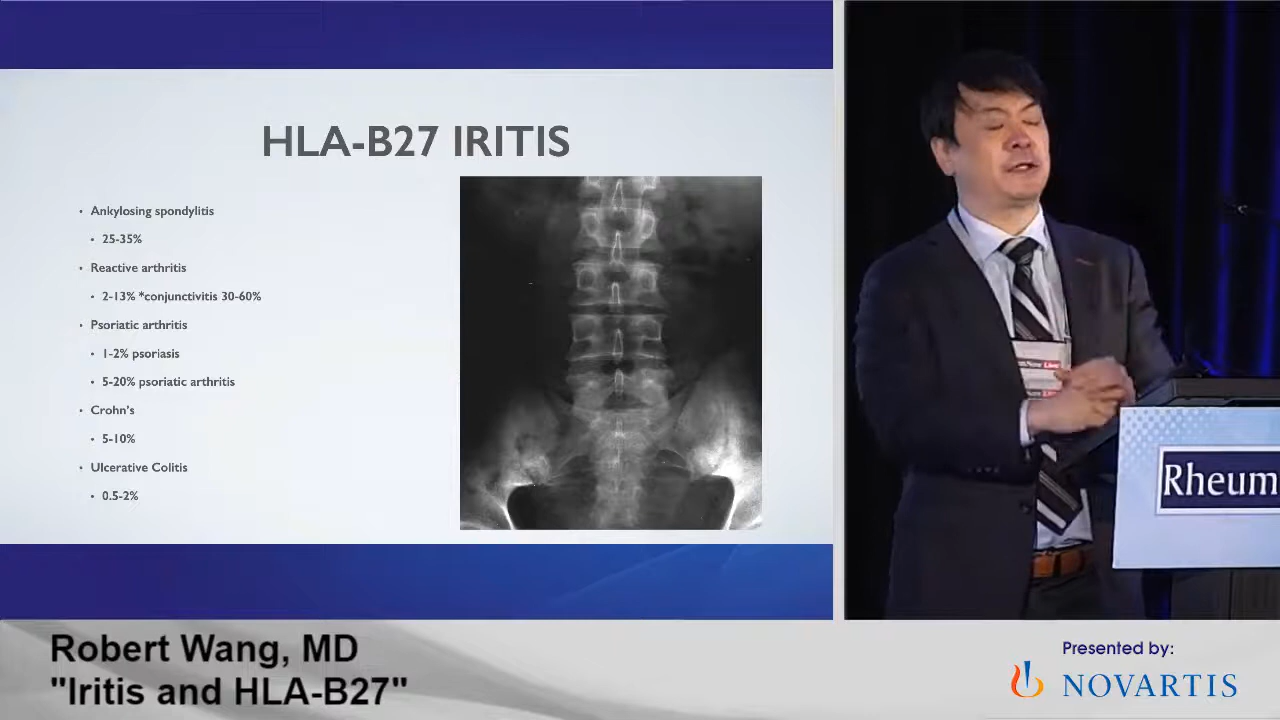 HLA-B27 IRITIS
• Ankylosing spondylitis
• 25-35%
• Reactive arthritis
• 2-13% *conjunctivitis 30-60%
• Psoriatic arthritis
• 1-2% psoriasis
• 5-20% psoriatic arthritis
• Crohn's
• 5-10%
• Ulcerative Colitis
• 0.5-2%
Live
Rheum
Robert Wang, MD
"Iritis and HLA-B27"
Presented by:
NOVARTIS